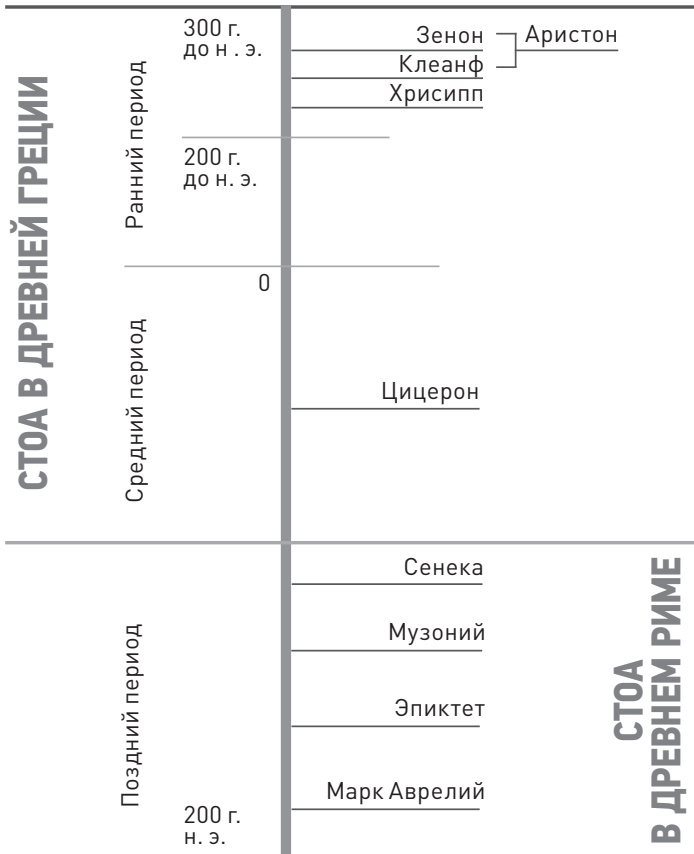 СТОА В ДРЕВНЕЙ ГРЕЦИИ
Ранний период
300 г.
до н . э.
Зенон
Аристон
Клеанф
Хрисипп
200 г.
до н. э.
0
Средний период
Цицерон
Поздний период
Сенека
Музоний
Эпиктет
Марк Аврелий
200 г.
н. э.
СТОА
В ДРЕВНЕМ РИМЕ